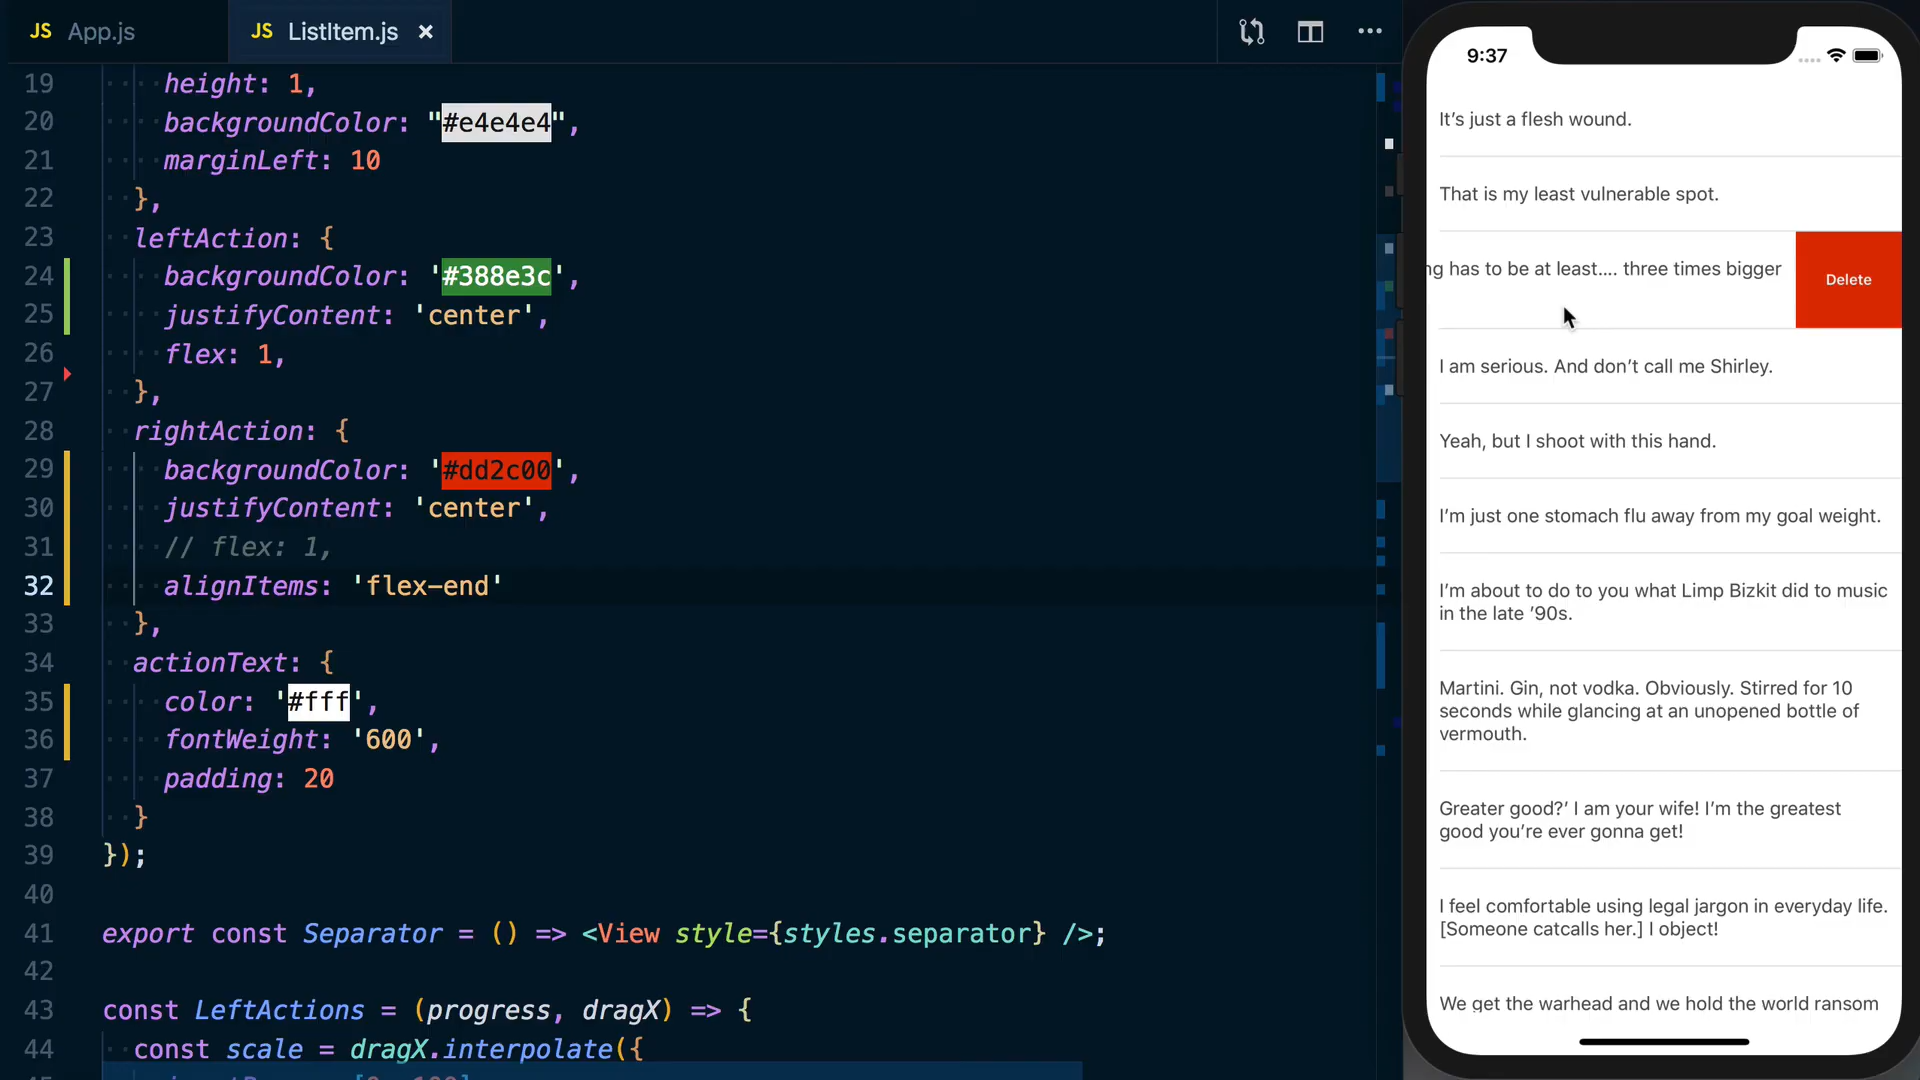 JS App.js
JS ListItem.js ×
19 height: 1,
20 backgroundColor: "#e4e4e4",
21 marginLeft: 10
22 },
23 leftAction: {
24 backgroundColor: '#388e3c',
25 justifyContent: 'center',
26 flex: 1,
27 },
28 rightAction: {
29 backgroundColor: '#dd2c00',
30 justifyContent: 'center',
31 // flex: 1,
32 alignItems: 'flex-end'
33 },
34 actionText: {
35 color: '#fff',
36 fontWeight: '600',
37 padding: 20
38 }
39 });
40
41 export const Separator = () => <View style={styles.separator} />;
42
43 const LeftActions = (progress, dragX) => {
44 const scale = dragX.interpolate({
9:37
It’s just a flesh wound.
That is my least vulnerable spot.
ng has to be at least.... three times bigger
Delete
I am serious. And don’t call me Shirley.
Yeah, but I shoot with this hand.
I’m just one stomach flu away from my goal weight.
I’m about to do to you what Limp Bizkit did to music
in the late ’90s.
Martini. Gin, not vodka. Obviously. Stirred for 10
seconds while glancing at an unopened bottle of
vermouth.
Greater good?’ I am your wife! I’m the greatest
good you’re ever gonna get!
I feel comfortable using legal jargon in everyday life.
[Someone catcalls her.] I object!
We get the warhead and we hold the world ransom